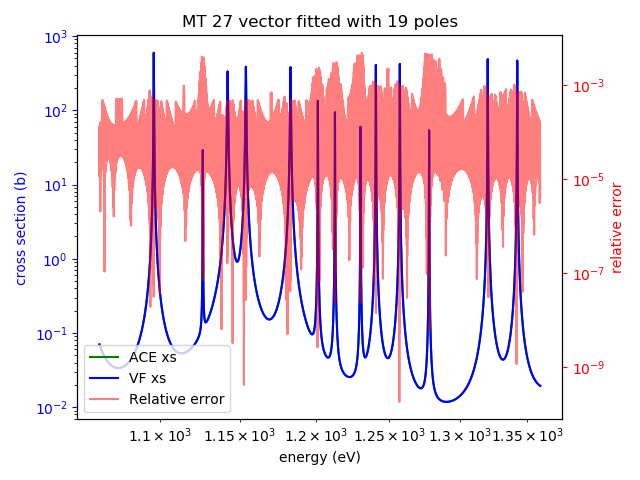 MT 27 vector fitted with 19 poles
10³
10²
10¹
10⁰
10⁻¹
10⁻²
cross section (b)
10⁻³
10⁻⁵
10⁻⁷
10⁻⁹
relative error
ACE xs
VF xs
Relative error
1.1 × 10³ 1.15 × 10³ 1.2 × 10³ 1.25 × 10³ 1.3 × 10³ 1.35 × 10³
energy (eV)